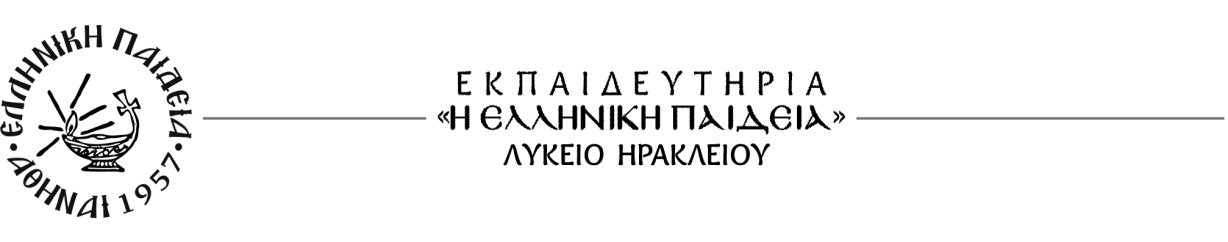 ΕΛΛΗΝΙΚΗ ΠΑΙΔΕΙΑ
ΑΘΗΝΑΙ 1957
ΕΚΠΑΙΔΕΥΤΗΡΙΑ
«Η ΕΛΛΗΝΙΚΗ ΠΑΙΔΕΙΑ»
ΛΥΚΕΙΟ ΗΡΑΚΛΕΙΟΥ